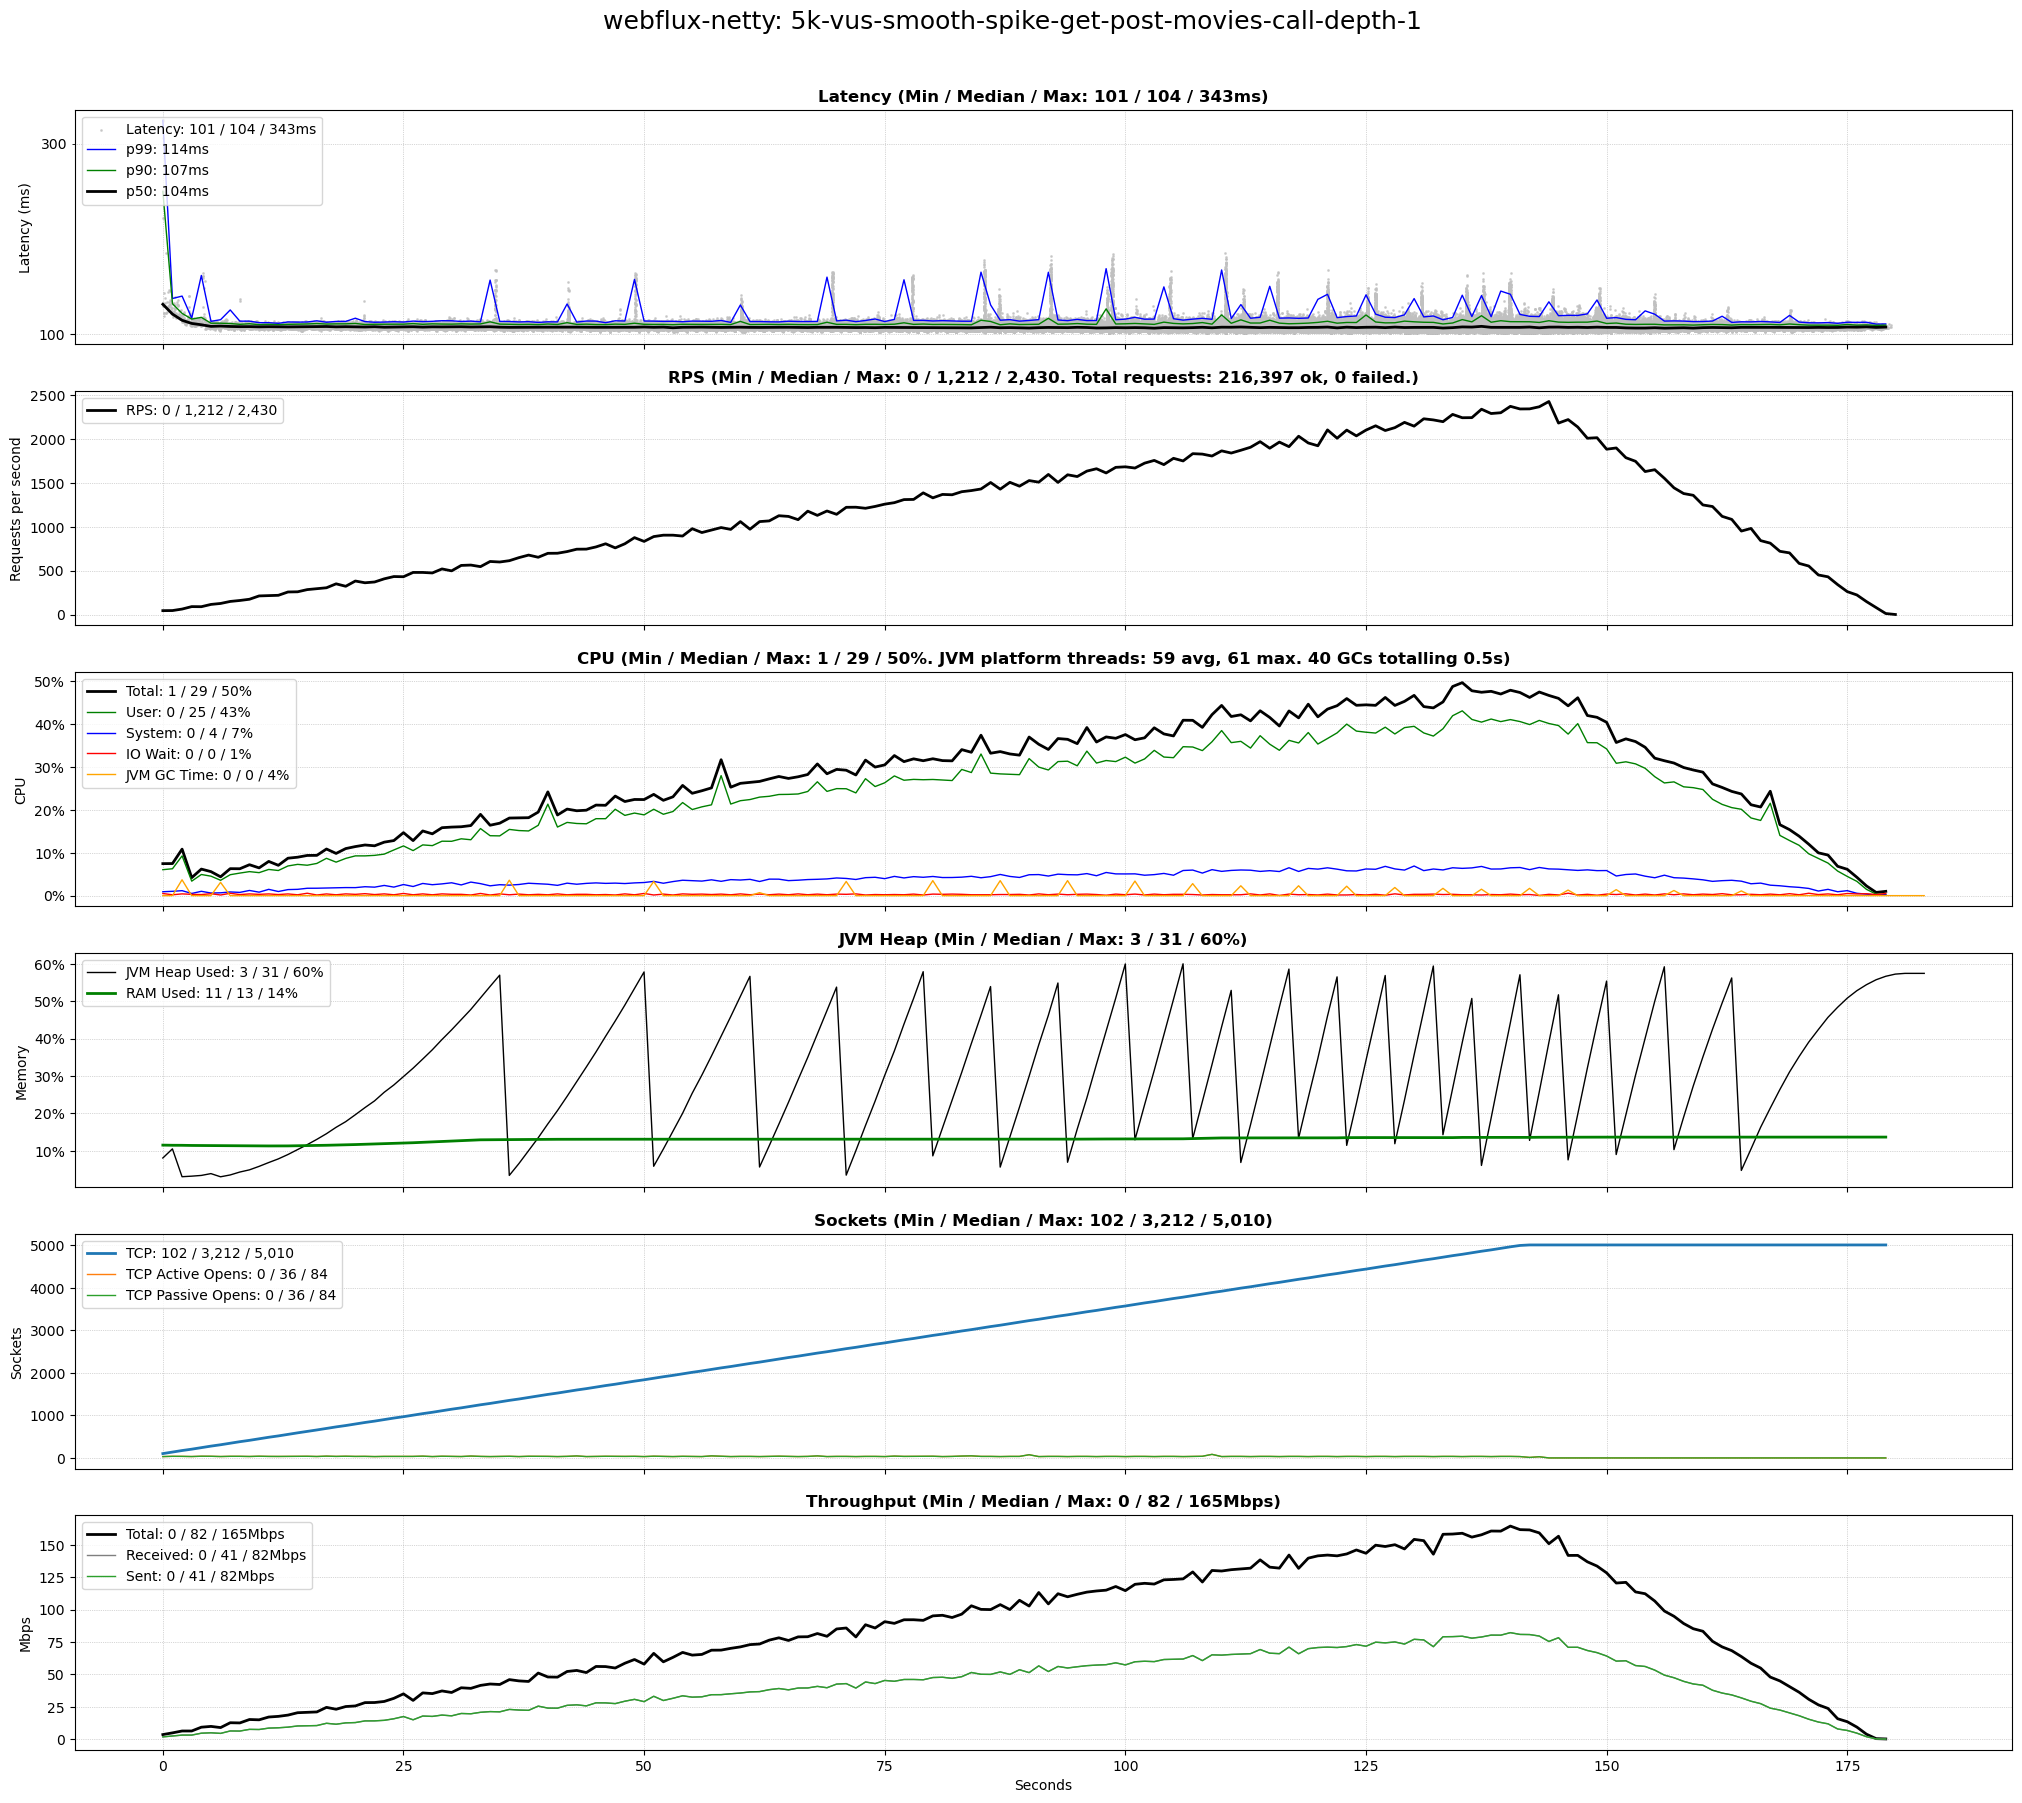 webflux-netty: 5k-vus-smooth-spike-get-post-movies-call-depth-1
Latency (Min / Median / Max: 101 / 104 / 343ms)
Latency: 101 / 104 / 343ms
p99: 114ms
p90: 107ms
p50: 104ms
300
100
Latency (ms)
RPS (Min / Median / Max: 0 / 1,212 / 2,430. Total requests: 216,397 ok, 0 failed.)
RPS: 0 / 1,212 / 2,430
2500
2000
1500
1000
500
0
Requests per second
CPU (Min / Median / Max: 1 / 29 / 50%. JVM platform threads: 59 avg, 61 max. 40 GCs totalling 0.5s)
Total: 1 / 29 / 50%
User: 0 / 25 / 43%
System: 0 / 4 / 7%
IO Wait: 0 / 0 / 1%
JVM GC Time: 0 / 0 / 4%
50%
40%
30%
20%
10%
0%
CPU
JVM Heap (Min / Median / Max: 3 / 31 / 60%)
JVM Heap Used: 3 / 31 / 60%
RAM Used: 11 / 13 / 14%
60%
50%
40%
30%
20%
10%
Memory
Sockets (Min / Median / Max: 102 / 3,212 / 5,010)
TCP: 102 / 3,212 / 5,010
TCP Active Opens: 0 / 36 / 84
TCP Passive Opens: 0 / 36 / 84
5000
4000
3000
2000
1000
0
Sockets
Throughput (Min / Median / Max: 0 / 82 / 165Mbps)
Total: 0 / 82 / 165Mbps
Received: 0 / 41 / 82Mbps
Sent: 0 / 41 / 82Mbps
150
125
100
75
50
25
0
Mbps
0 25 50 75 100 125 150 175
Seconds